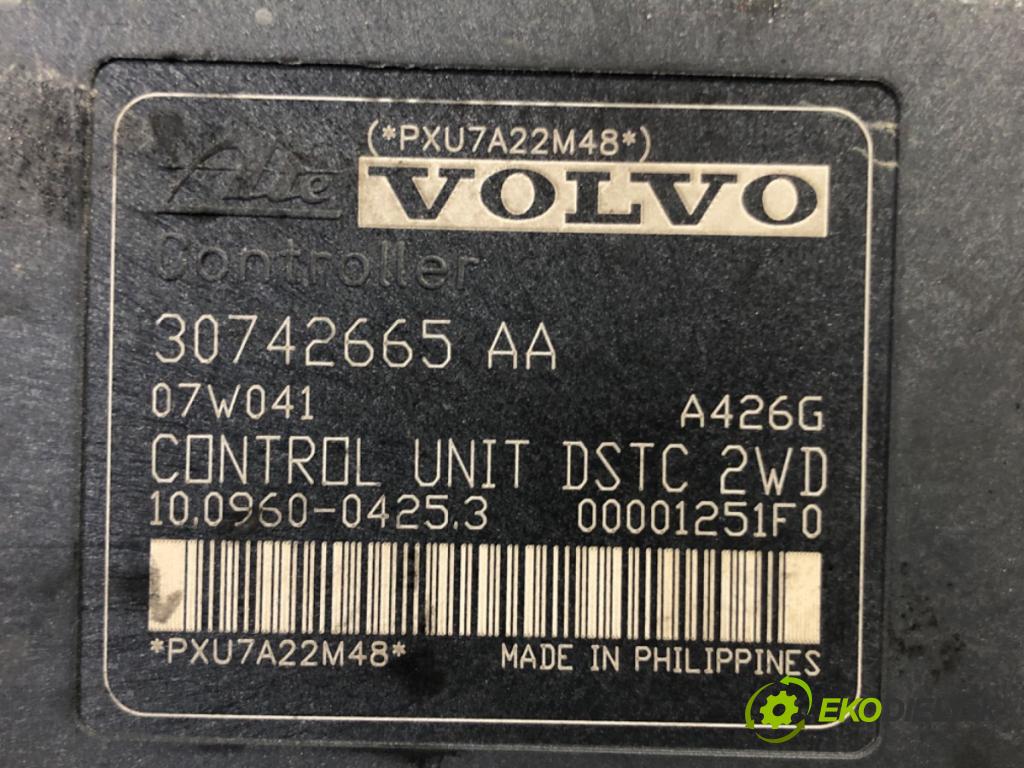 (*PXU7A22M48*)
Ate VOLVO
Controller
30742665 AA
07W041 A426G
CONTROL UNIT DSTC 2WD
10.0960-0425.3 00001251F0
*PXU7A22M48* MADE IN PHILIPPINES